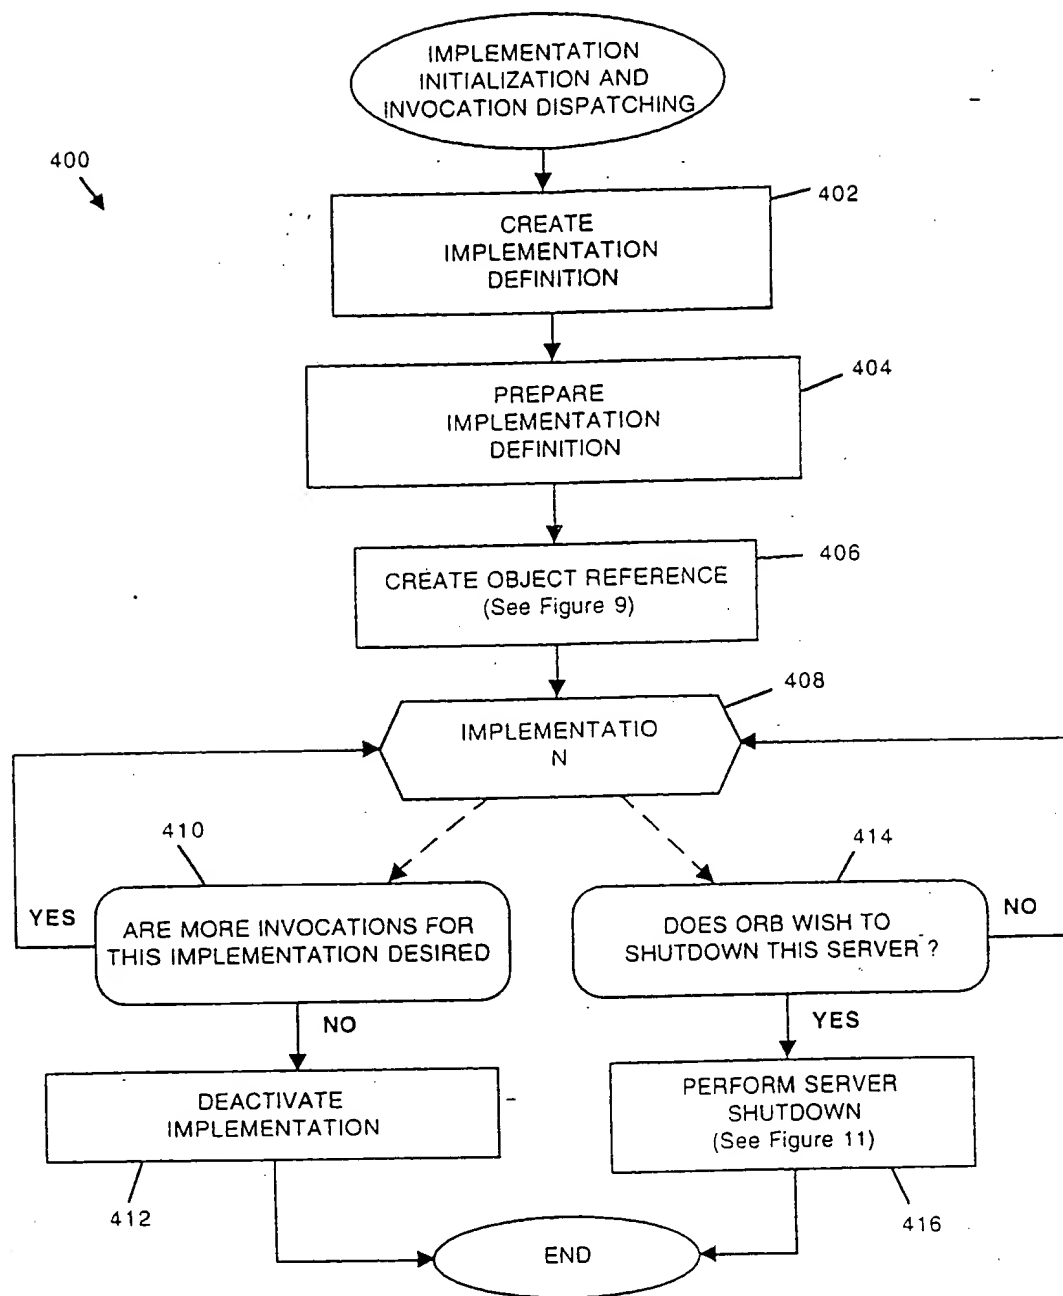 IMPLEMENTATION
INITIALIZATION AND
INVOCATION DISPATCHING
400
402
CREATE
IMPLEMENTATION
DEFINITION
404
PREPARE
IMPLEMENTATION
DEFINITION
406
CREATE OBJECT REFERENCE
(See Figure 9)
408
IMPLEMENTATIO
N
410
414
YES
ARE MORE INVOCATIONS FOR
THIS IMPLEMENTATION DESIRED
DOES ORB WISH TO
SHUTDOWN THIS SERVER ?
NO
NO
YES
DEACTIVATE
IMPLEMENTATION
PERFORM SERVER
SHUTDOWN
(See Figure 11)
412
416
END